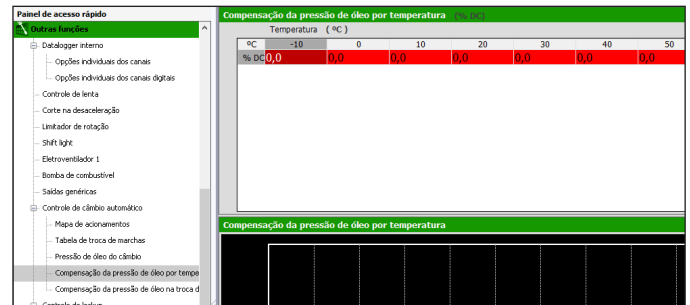 Painel de acesso rápido
Outras funções
Datalogger interno
Opções individuais dos canais
Opções individuais dos canais digitais
Controle de lenta
Corte na desaceleração
Limitador de rotação
Shift light
Eletroventilador 1
Bomba de combustível
Saídas genéricas
Controle de câmbio automático
Mapa de acionamentos
Tabela de troca de marchas
Pressão de óleo do câmbio
Compensação da pressão de óleo por tempe
Compensação da pressão de óleo na troca d
Controle de lockup
Compensação da pressão de óleo por temperatura (% DC)
Temperatura ( ºC )
ºC -10 0 10 20 30 40 50
% DC 0,0 0,0 0,0 0,0 0,0 0,0 0,0
Compensação da pressão de óleo por temperatura